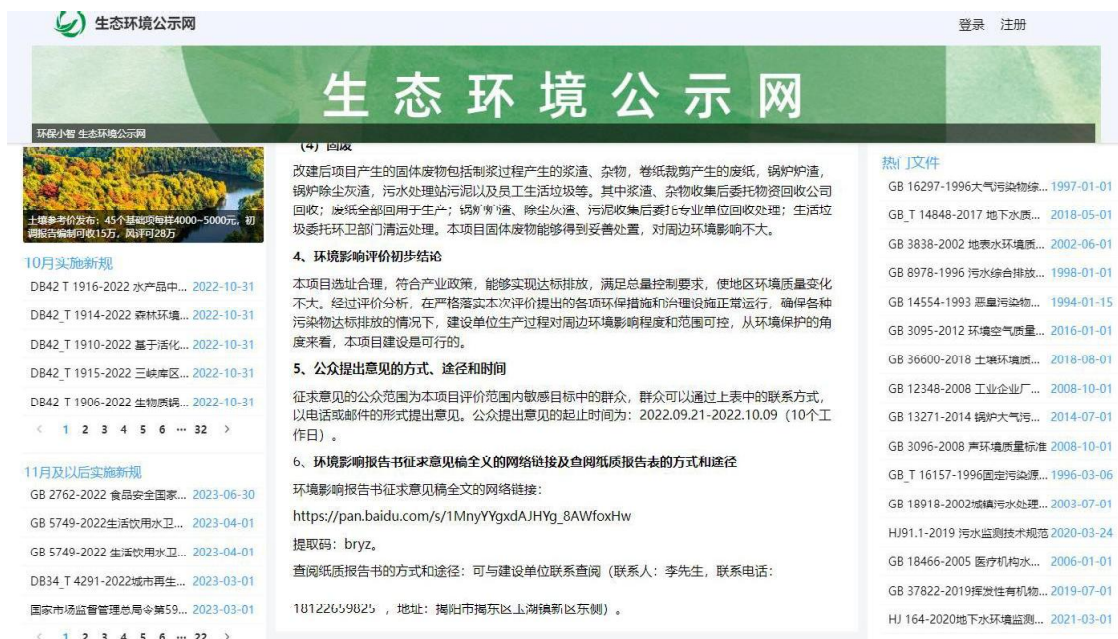 生态环境公示网
登录 注册
生态环境公示网
环保小智 生态环境公示网
土壤参考价发布：45个基础项每样4000~5000元，初
调报告编制可收15万，风评可28万
10月实施新规
DB42 T 1916-2022 水产品中... 2022-10-31
DB42_T 1914-2022 森林环境... 2022-10-31
DB42_T 1910-2022 基于活化... 2022-10-31
DB42_T 1915-2022 三峡库区... 2022-10-31
DB42 T 1906-2022 生物质锅... 2022-10-31
< 1 2 3 4 5 6 ··· 32 >
11月及以后实施新规
GB 2762-2022 食品安全国家... 2023-06-30
GB 5749-2022生活饮用水卫... 2023-04-01
GB 5749-2022 生活饮用水卫... 2023-04-01
DB34_T 4291-2022城市再生... 2023-03-01
国家市场监督管理总局令第59... 2023-03-01
< 1 2 3 4 5 6 ··· 22 >
（4）固废
改建后项目产生的固体废物包括制浆过程产生的浆渣、杂物，卷纸裁剪产生的废纸，锅炉炉渣，
锅炉除尘灰渣，污水处理站污泥以及员工生活垃圾等。其中浆渣、杂物收集后委托物资回收公司
回收；废纸全部回用于生产；锅炉炉渣、除尘灰渣、污泥收集后委托专业单位回收处理；生活垃
圾委托环卫部门清运处理。本项目固体废物能够得到妥善处置，对周边环境影响不大。
4、环境影响评价初步结论
本项目选址合理，符合产业政策，能够实现达标排放，满足总量控制要求，使地区环境质量变化
不大。经过评价分析，在严格落实本次评价提出的各项环保措施和治理设施正常运行，确保各种
污染物达标排放的情况下，建设单位生产过程对周边环境影响程度和范围可控，从环境保护的角
度来看，本项目建设是可行的。
5、公众提出意见的方式、途径和时间
征求意见的公众范围为本项目评价范围内敏感目标中的群众，群众可以通过上表中的联系方式，
以电话或邮件的形式提出意见。公众提出意见的起止时间为：2022.09.21-2022.10.09（10个工
作日）。
6、环境影响报告书征求意见稿全文的网络链接及查阅纸质报告表的方式和途径
环境影响报告书征求意见稿全文的网络链接：
https://pan.baidu.com/s/1MnyYYgxdAJHYg_8AWfoxHw
提取码：bryz。
查阅纸质报告书的方式和途径：可与建设单位联系查阅（联系人：李先生，联系电话：
18122659825 ，地址：揭阳市揭东区玉湖镇新区东侧）。
热门文件
GB 16297-1996大气污染物综... 1997-01-01
GB_T 14848-2017 地下水质... 2018-05-01
GB 3838-2002 地表水环境质... 2002-06-01
GB 8978-1996 污水综合排放... 1998-01-01
GB 14554-1993 恶臭污染物... 1994-01-15
GB 3095-2012 环境空气质量... 2016-01-01
GB 36600-2018 土壤环境质... 2018-08-01
GB 12348-2008 工业企业厂... 2008-10-01
GB 13271-2014 锅炉大气污... 2014-07-01
GB 3096-2008 声环境质量标准 2008-10-01
GB_T 16157-1996固定污染源... 1996-03-06
GB 18918-2002城镇污水处理... 2003-07-01
HJ91.1-2019 污水监测技术规范 2020-03-24
GB 18466-2005 医疗机构水... 2006-01-01
GB 37822-2019挥发性有机物... 2019-07-01
HJ 164-2020地下水环境监测... 2021-03-01